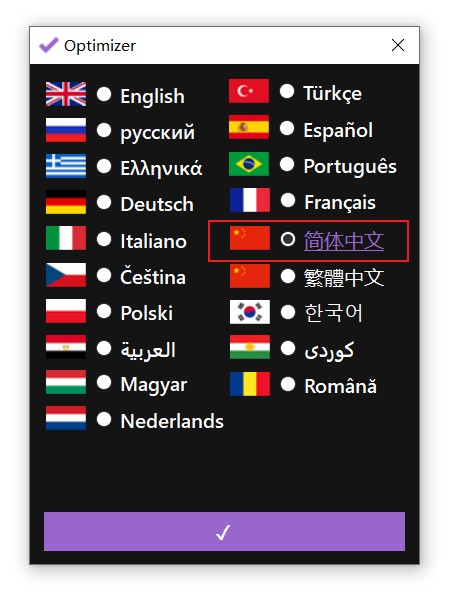 Optimizer
English
русский
Ελληνικά
Deutsch
Italiano
Čeština
Polski
العربية
Magyar
Nederlands
Türkçe
Español
Português
Français
简体中文
繁體中文
한국어
كوردی
Română